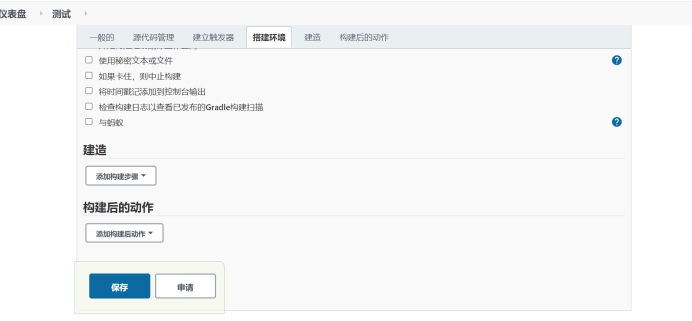 仪表盘 测试
一般的 源代码管理 建立触发器 搭建环境 建造 构建后的动作
使用秘密文本或文件
如果卡住，则中止构建
将时间戳记添加到控制台输出
检查构建日志以查看已发布的Gradle构建扫描
与蚂蚁
建造
添加构建步骤
构建后的动作
添加构建后动作
保存 申请